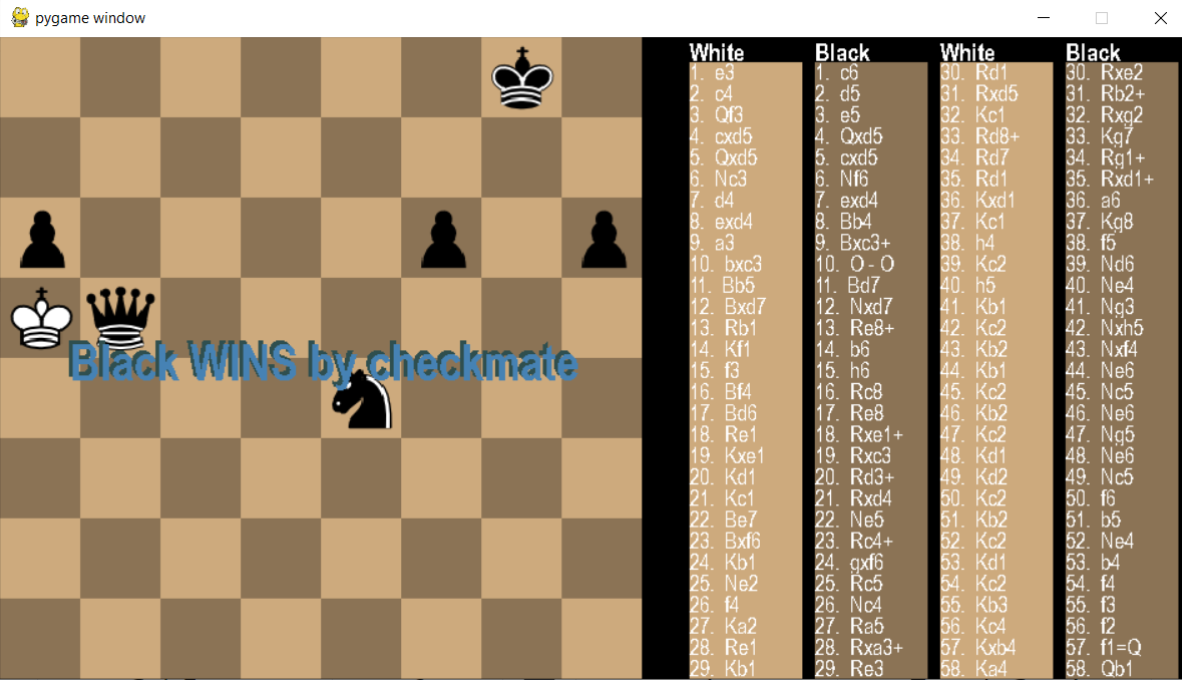 pygame window
White Black White Black
1. e3 1. c6 30. Rd1 30. Rxe2
2. c4 2. d5 31. Rxd5 31. Rb2+
3. Qf3 3. e5 32. Kc1 32. Rxg2
4. cxd5 4. Qxd5 33. Rd8+ 33. Kg7
5. Qxd5 5. cxd5 34. Rd7 34. Rg1+
6. Nc3 6. Nf6 35. Rd1 35. Rxd1+
7. d4 7. exd4 36. Kxd1 36. a6
8. exd4 8. Bb4 37. Kc1 37. Kg8
9. a3 9. Bxc3+ 38. h4 38. f5
10. bxc3 10. O - O 39. Kc2 39. Nd6
11. Bb5 11. Bd7 40. h5 40. Ne4
12. Bxd7 12. Nxd7 41. Kb1 41. Ng3
13. Rb1 13. Re8+ 42. Kc2 42. Nxh5
14. Kf1 14. b6 43. Kb2 43. Nxf4
15. f3 15. h6 44. Kb1 44. Ne6
16. Bf4 16. Rc8 45. Kc2 45. Nc5
17. Bd6 17. Re8 46. Kb2 46. Ne6
18. Re1 18. Rxe1+ 47. Kc2 47. Ng5
19. Kxe1 19. Rxc3 48. Kd1 48. Ne6
20. Kd1 20. Rd3+ 49. Kd2 49. Nc5
21. Kc1 21. Rxd4 50. Kc2 50. f6
22. Be7 22. Ne5 51. Kb2 51. b5
23. Bxf6 23. Rc4+ 52. Kc2 52. Ne4
24. Kb1 24. gxf6 53. Kd1 53. b4
25. Ne2 25. Rc5 54. Kc2 54. f4
26. f4 26. Nc4 55. Kb3 55. f3
27. Ka2 27. Ra5 56. Kc4 56. f2
28. Re1 28. Rxa3+ 57. Kxb4 57. f1=Q
29. Kb1 29. Re3 58. Ka4 58. Qb1
Black WINS by checkmate